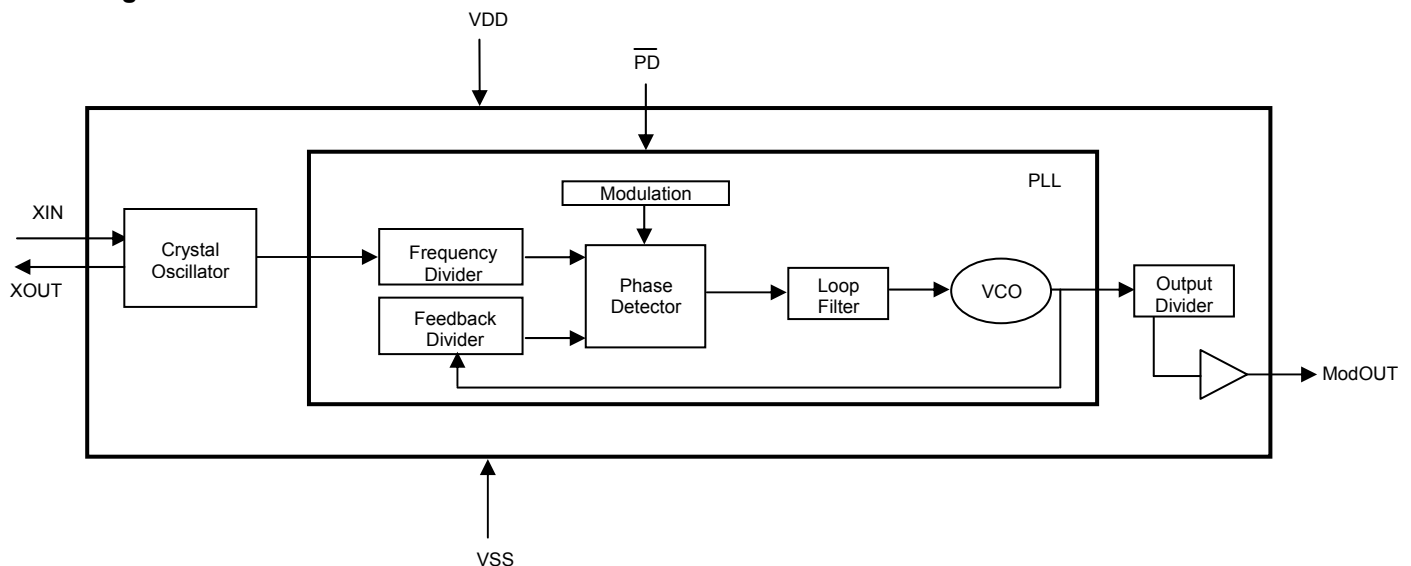 VDD
PD
PLL
Modulation
XIN
Crystal
Oscillator
XOUT
Frequency
Divider
Feedback
Divider
Phase
Detector
Loop
Filter
VCO
Output
Divider
ModOUT
VSS